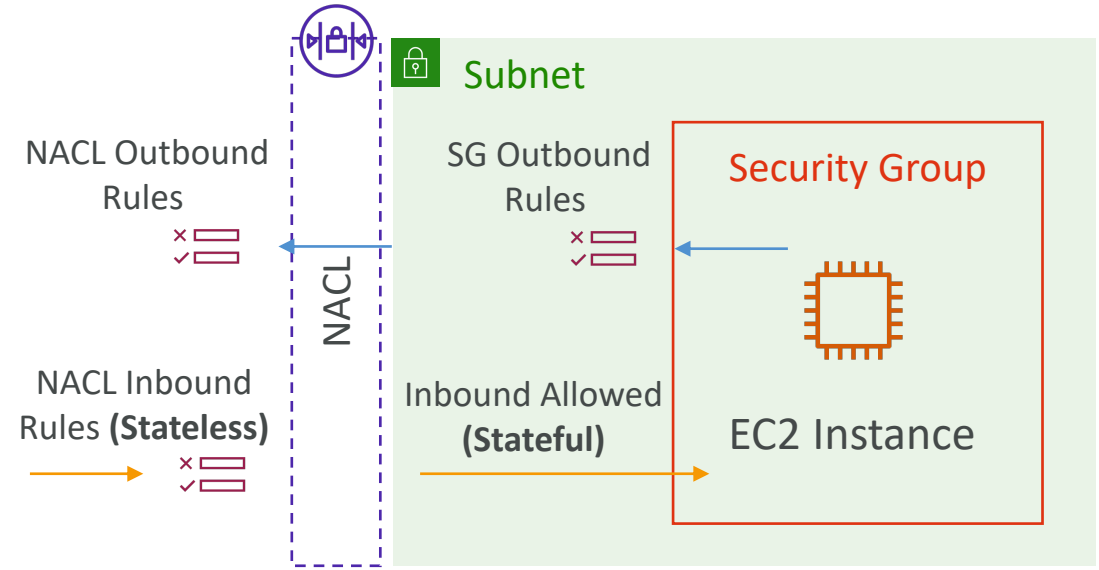 Subnet
NACL Outbound
Rules
SG Outbound
Rules
Security Group
NACL
NACL Inbound
Rules (Stateless)
Inbound Allowed
(Stateful)
EC2 Instance